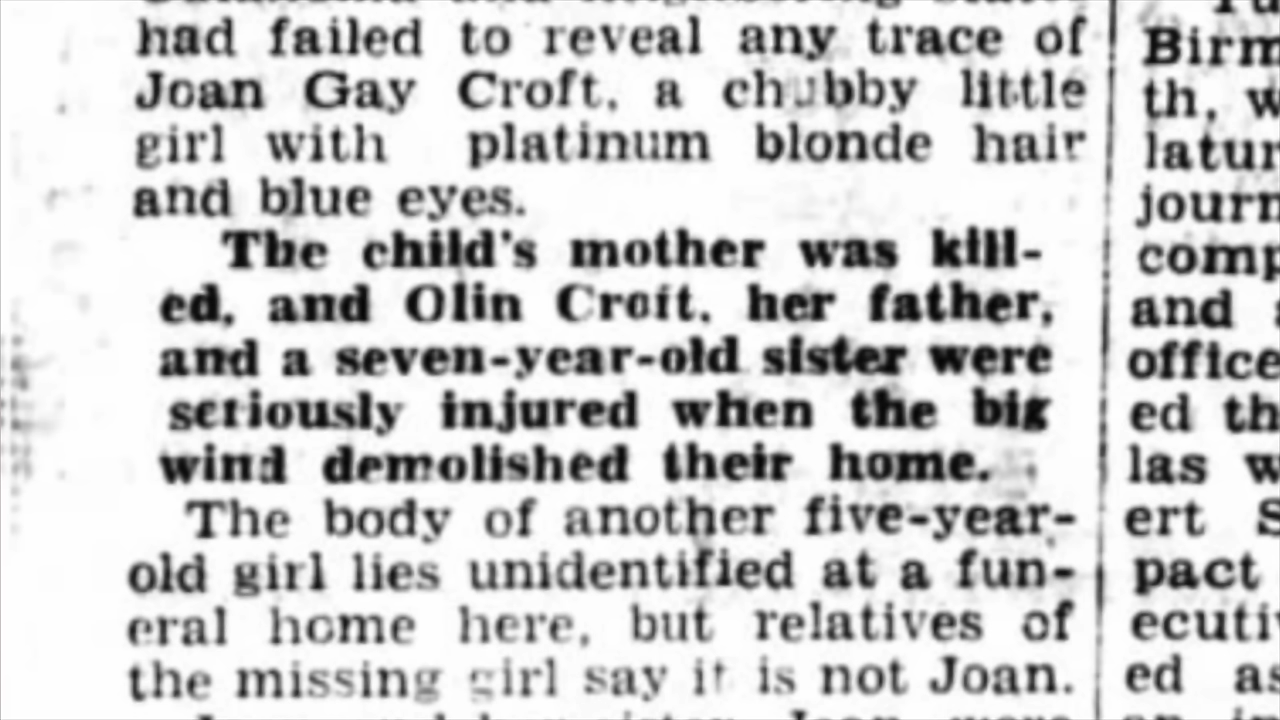 had failed to reveal any trace of
Joan Gay Croft, a chubby little
girl with platinum blonde hair
and blue eyes.
The child's mother was kill-
ed, and Olin Croft, her father,
and a seven-year-old sister were
seriously injured when the big
wind demolished their home.
The body of another five-year-
old girl lies unidentified at a fun-
eral home here, but relatives of
the missing girl say it is not Joan.
Birm
th, w
latur
journ
comp
and
office
ed th
las w
ert S
pact
ecuti
ed as